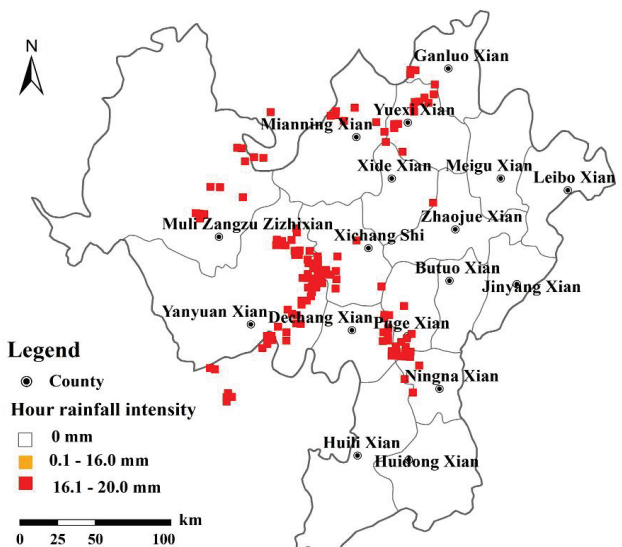 N
Ganluo Xian
Yuexi Xian
Mianning Xian
Xide Xian
Meigu Xian
Leibo Xian
Muli Zangzu Zizhixian
Zhaojue Xian
Xichang Shi
Butuo Xian
Jinyang Xian
Yanyuan Xian
Dechang Xian
Puge Xian
Ningna Xian
Huili Xian
Huidong Xian
Legend
County
Hour rainfall intensity
0 mm
0.1 - 16.0 mm
16.1 - 20.0 mm
km
0 25 50 100